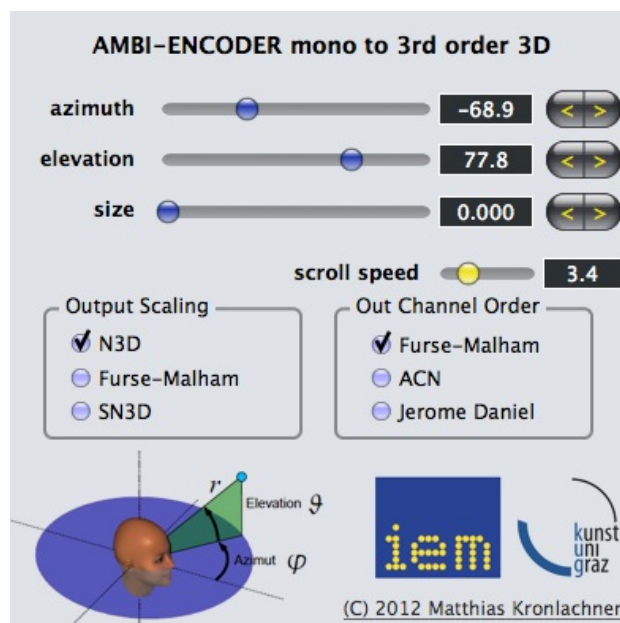 AMBI-ENCODER mono to 3rd order 3D
azimuth -68.9 < >
elevation 77.8 < >
size 0.000 < >
scroll speed 3.4
Output Scaling
N3D
Furse-Malham
SN3D
Out Channel Order
Furse-Malham
ACN
Jerome Daniel
r
Elevation ϑ
Azimut φ
iem
kunst
uni
graz
(C) 2012 Matthias Kronlachner